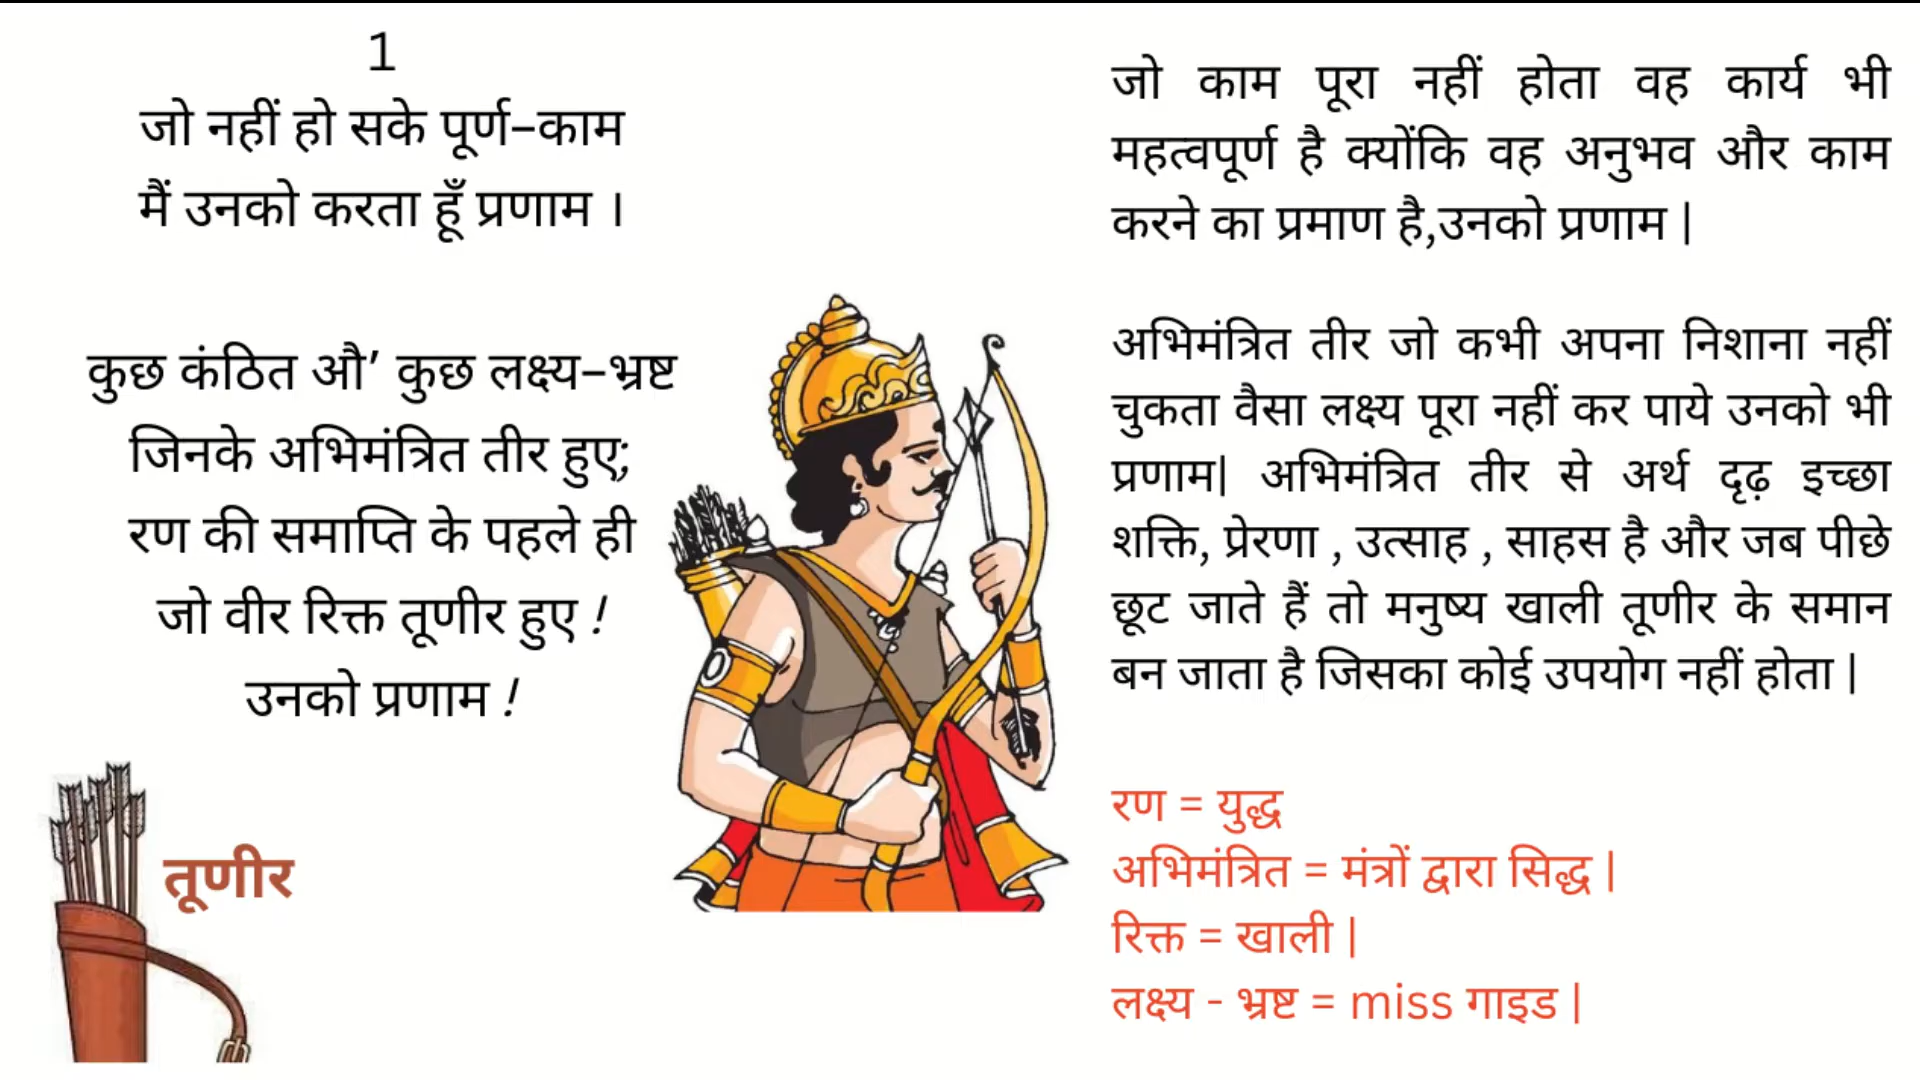 1
जो नहीं हो सके पूर्ण–काम
मैं उनको करता हूँ प्रणाम ।
कुछ कंठित औ’ कुछ लक्ष्य–भ्रष्ट
जिनके अभिमंत्रित तीर हुए;
रण की समाप्ति के पहले ही
जो वीर रिक्त तूणीर हुए !
उनको प्रणाम !
तूणीर
जो काम पूरा नहीं होता वह कार्य भी
महत्वपूर्ण है क्योंकि वह अनुभव और काम
करने का प्रमाण है,उनको प्रणाम |
अभिमंत्रित तीर जो कभी अपना निशाना नहीं
चुकता वैसा लक्ष्य पूरा नहीं कर पाये उनको भी
प्रणाम| अभिमंत्रित तीर से अर्थ दृढ़ इच्छा
शक्ति, प्रेरणा , उत्साह , साहस है और जब पीछे
छूट जाते हैं तो मनुष्य खाली तूणीर के समान
बन जाता है जिसका कोई उपयोग नहीं होता |
रण = युद्ध
अभिमंत्रित = मंत्रों द्वारा सिद्ध |
रिक्त = खाली |
लक्ष्य - भ्रष्ट = miss गाइड |